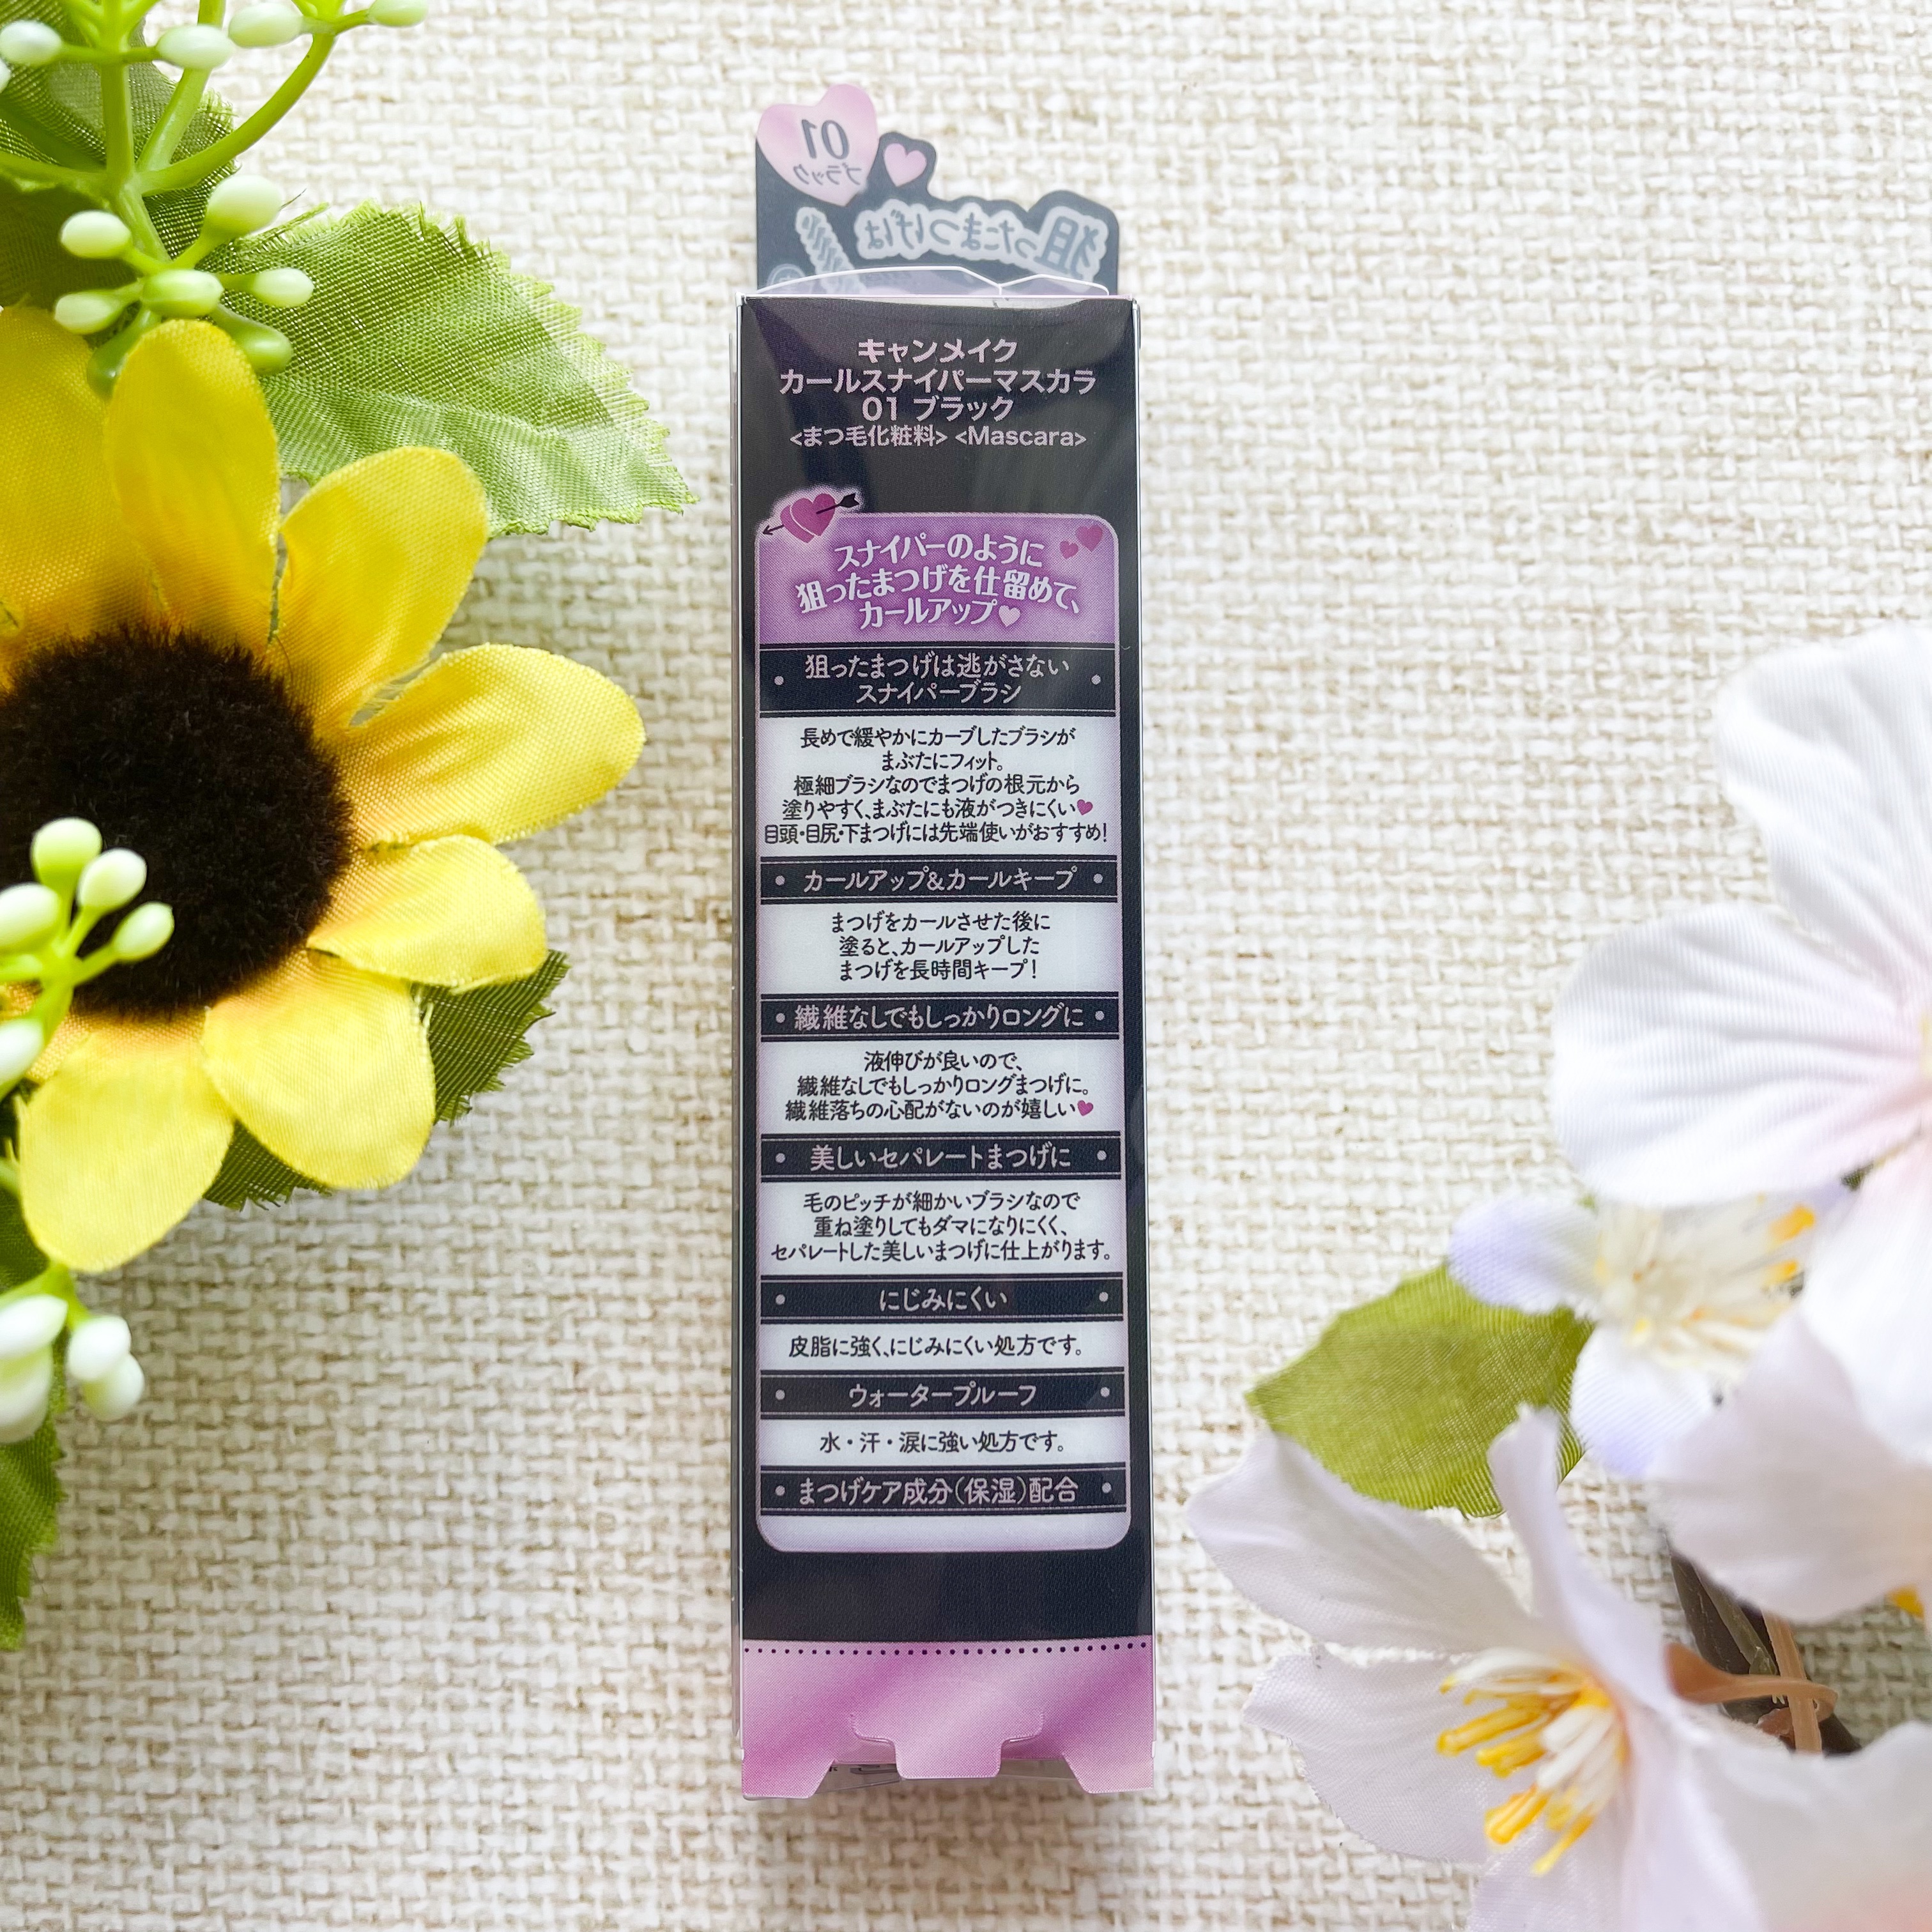 01
ブラック
狙ったまつげは
キャンメイク
カールスナイパーマスカラ
01 ブラック
<まつ毛化粧料> <Mascara>
スナイパーのように
狙ったまつげを仕留めて、
カールアップ♥
狙ったまつげは逃がさない
スナイパーブラシ
長めで緩やかにカーブしたブラシが
まぶたにフィット。
極細ブラシなのでまつげの根元から
塗りやすく、まぶたにも液がつきにくい♥
目頭・目尻・下まつげには先端使いがおすすめ!
カールアップ&カールキープ
まつげをカールさせた後に
塗ると、カールアップした
まつげを長時間キープ!
繊維なしでもしっかりロングに
液伸びが良いので、
繊維なしでもしっかりロングまつげに。
繊維落ちの心配がないのが嬉しい♥
美しいセパレートまつげに
毛のピッチが細かいブラシなので
重ね塗りしてもダマになりにくく、
セパレートした美しいまつげに仕上がります。
にじみにくい
皮脂に強く、にじみにくい処方です。
ウォータープルーフ
水・汗・涙に強い処方です。
まつげケア成分(保湿)配合